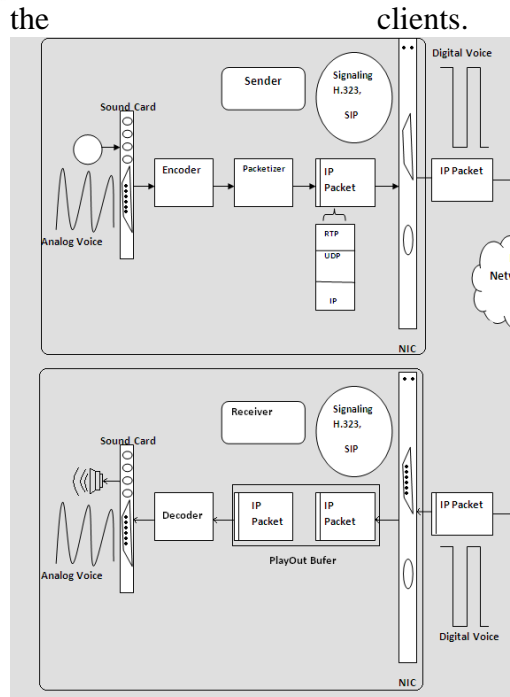 the clients.
Digital Voice
Sender
Signaling
H.323,
SIP
Sound Card
Encoder
Packetizer
IP
Packet
IP Packet
Analog Voice
RTP
UDP
IP
Netw
NIC
Receiver
Signaling
H.323,
SIP
Sound Card
Decoder
IP
Packet
IP
Packet
IP Packet
PlayOut Bufer
Analog Voice
Digital Voice
NIC